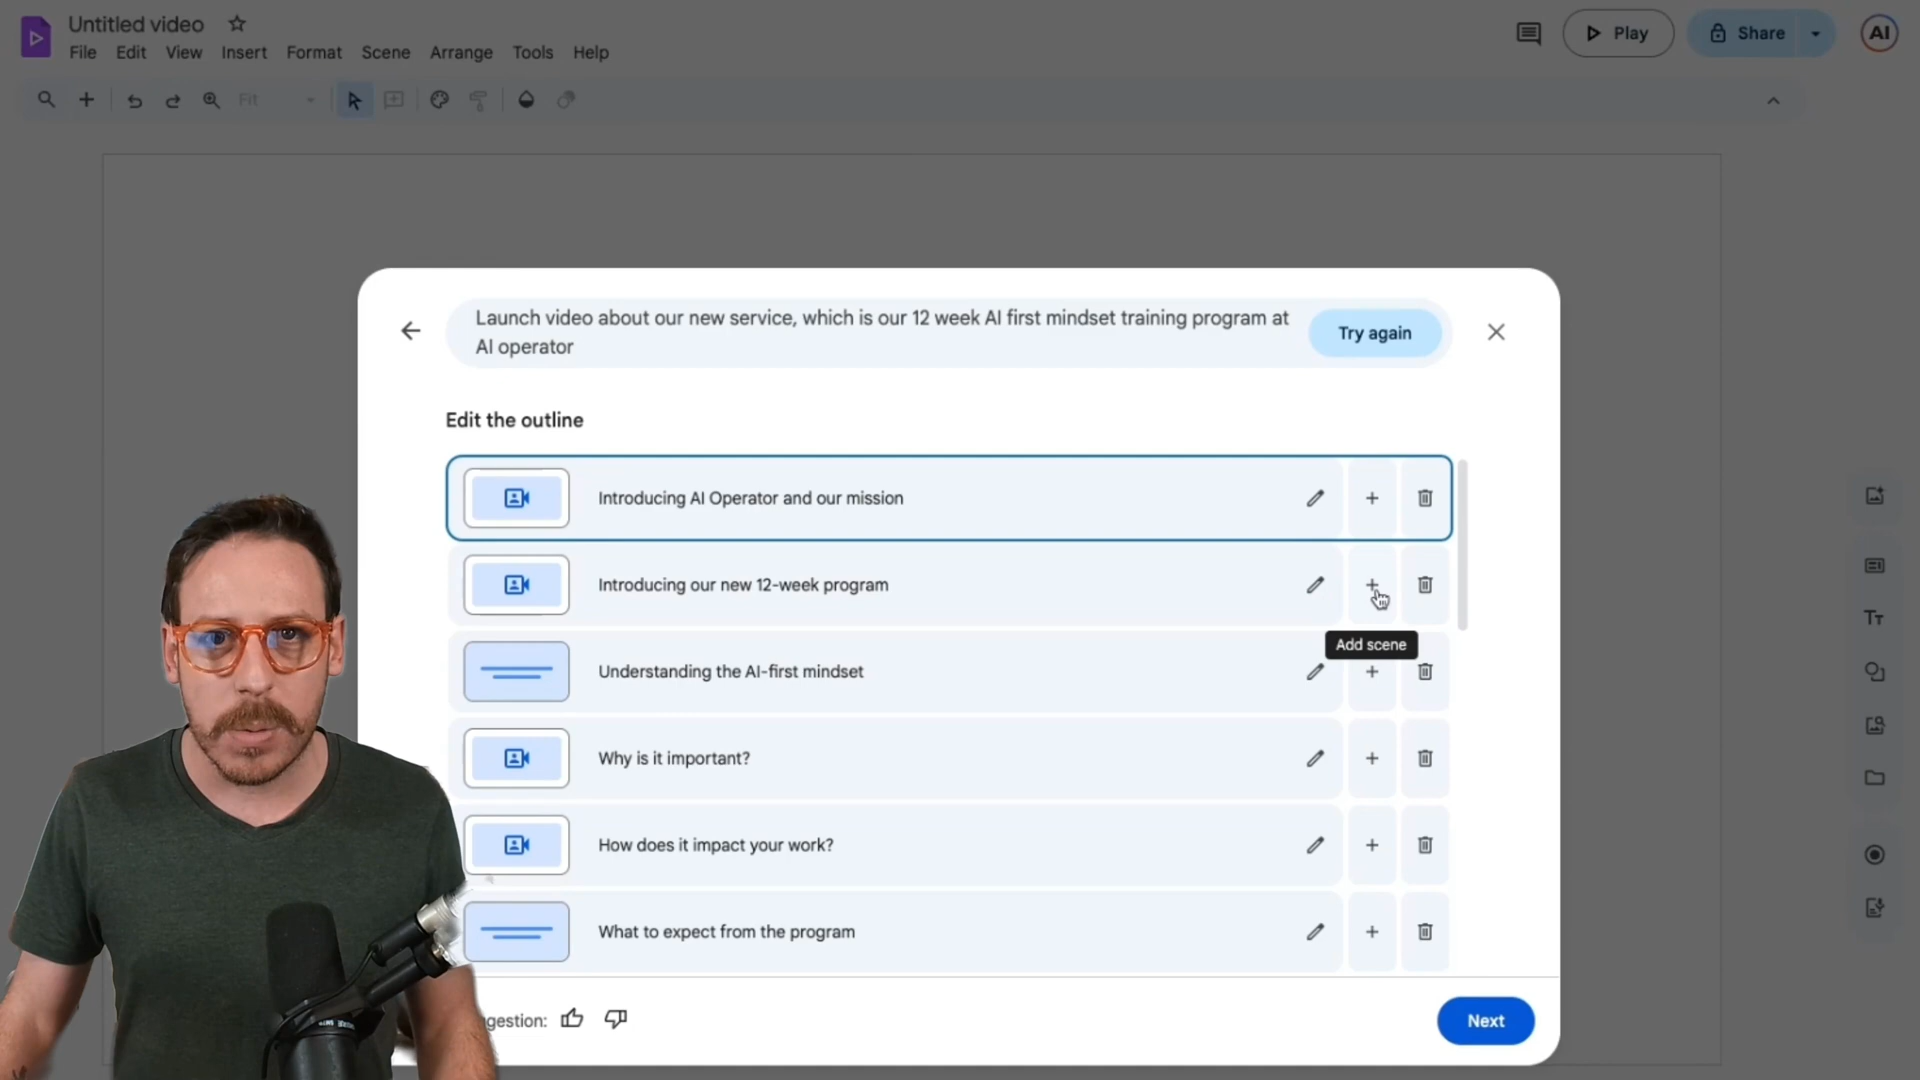 Untitled video
File Edit View Insert Format Scene Arrange Tools Help
Play
Share
AI
Fit
Launch video about our new service, which is our 12 week AI first mindset training program at
AI operator
Try again
Edit the outline
Introducing AI Operator and our mission
Introducing our new 12-week program
Add scene
Understanding the AI-first mindset
Why is it important?
How does it impact your work?
What to expect from the program
gestion:
Next